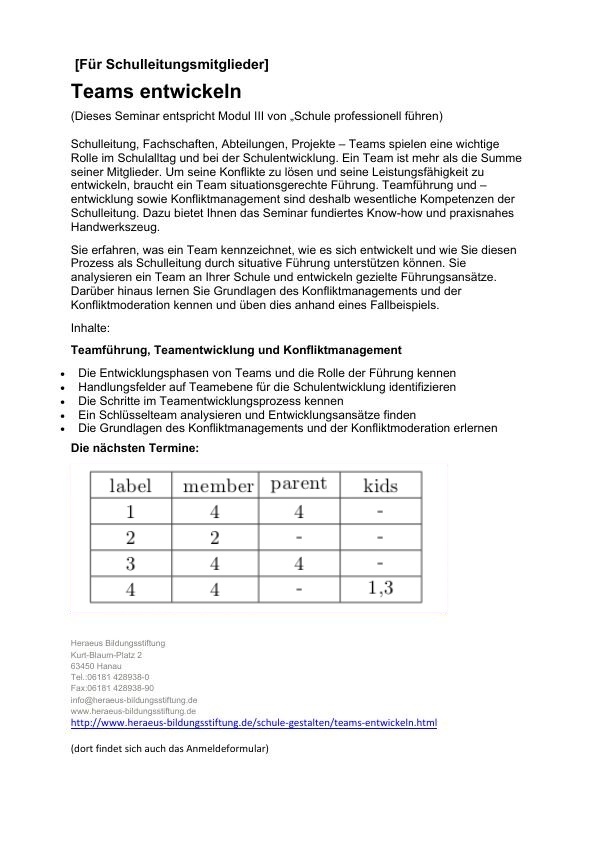 [Für Schulleitungsmitglieder]
Teams entwickeln
(Dieses Seminar entspricht Modul III von „Schule professionell führen)
Schulleitung, Fachschaften, Abteilungen, Projekte – Teams spielen eine wichtige
Rolle im Schulalltag und bei der Schulentwicklung. Ein Team ist mehr als die Summe
seiner Mitglieder. Um seine Konflikte zu lösen und seine Leistungsfähigkeit zu
entwickeln, braucht ein Team situationsgerechte Führung. Teamführung und –
entwicklung sowie Konfliktmanagement sind deshalb wesentliche Kompetenzen der
Schulleitung. Dazu bietet Ihnen das Seminar fundiertes Know-how und praxisnahes
Handwerkszeug.
Sie erfahren, was ein Team kennzeichnet, wie es sich entwickelt und wie Sie diesen
Prozess als Schulleitung durch situative Führung unterstützen können. Sie
analysieren ein Team an Ihrer Schule und entwickeln gezielte Führungsansätze.
Darüber hinaus lernen Sie Grundlagen des Konfliktmanagements und der
Konfliktmoderation kennen und üben dies anhand eines Fallbeispiels.
Inhalte:
Teamführung, Teamentwicklung und Konfliktmanagement
• Die Entwicklungsphasen von Teams und die Rolle der Führung kennen
• Handlungsfelder auf Teamebene für die Schulentwicklung identifizieren
• Die Schritte im Teamentwicklungsprozess kennen
• Ein Schlüsselteam analysieren und Entwicklungsansätze finden
• Die Grundlagen des Konfliktmanagements und der Konfliktmoderation erlernen
Die nächsten Termine:
label member parent kids
1 4 4 -
2 2 - -
3 4 4 -
4 4 - 1,3
Heraeus Bildungsstiftung
Kurt-Blaum-Platz 2
63450 Hanau
Tel.:06181 428938-0
Fax:06181 428938-90
info@heraeus-bildungsstiftung.de
www.heraeus-bildungsstiftung.de
http://www.heraeus-bildungsstiftung.de/schule-gestalten/teams-entwickeln.html
(dort findet sich auch das Anmeldeformular)